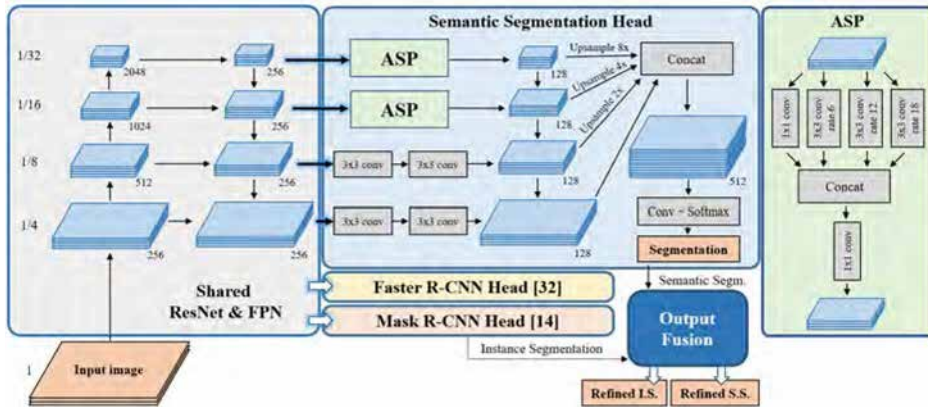 Semantic Segmentation Head
ASP
1/32
1/16
1/8
1/4
1
2048
1024
512
256
256
256
256
256
Shared
ResNet & FPN
Input image
ASP
ASP
3x3 conv
3x3 conv
3x3 conv
3x3 conv
128
128
128
128
Upsample 8x
Upsample 4x
Upsample 2x
Concat
512
Conv - Softmax
Segmentation
Semantic Segm.
Faster R-CNN Head [32]
Mask R-CNN Head [14]
Instance Segmentation
Output
Fusion
Refined I.S.
Refined S.S.
1x1 conv
3x3 conv
rate 6
3x3 conv
rate 12
3x3 conv
rate 18
Concat
1x1 conv